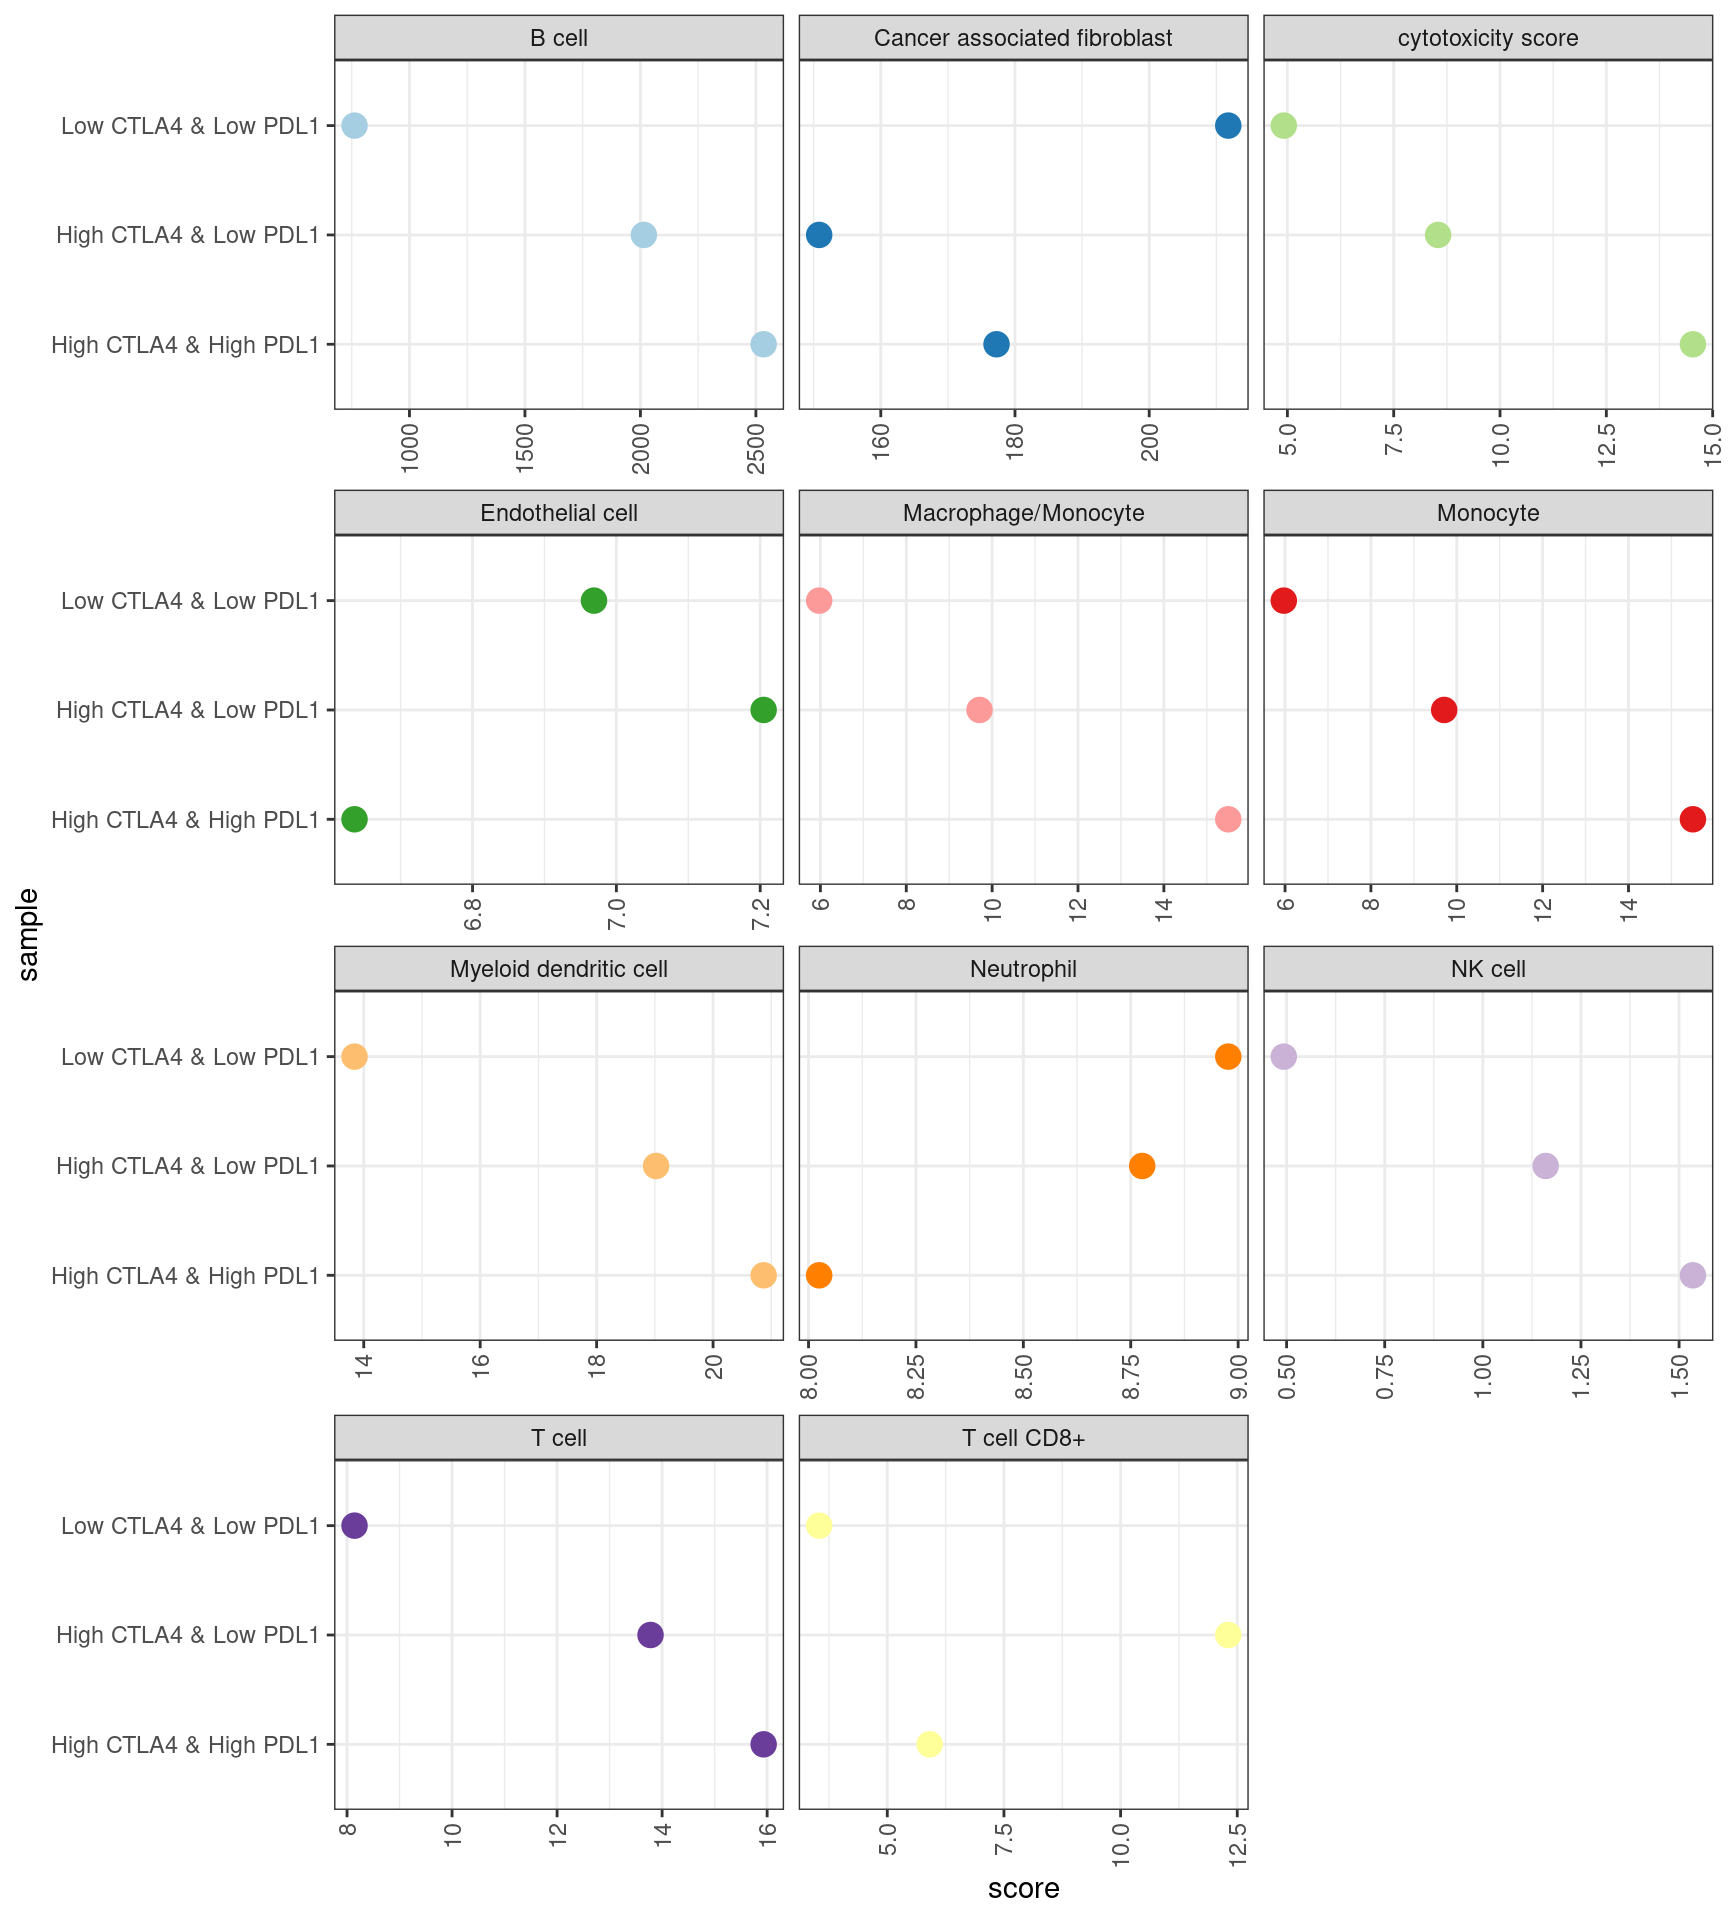 B cell
Cancer associated fibroblast
cytotoxicity score
Low CTLA4 & Low PDL1
High CTLA4 & Low PDL1
High CTLA4 & High PDL1
1000 1500 2000 2500
160 180 200
5.0 7.5 10.0 12.5 15.0
Endothelial cell
Macrophage/Monocyte
Monocyte
Low CTLA4 & Low PDL1
High CTLA4 & Low PDL1
High CTLA4 & High PDL1
6.8 7.0 7.2
6 8 10 12 14
6 8 10 12 14
sample
Myeloid dendritic cell
Neutrophil
NK cell
Low CTLA4 & Low PDL1
High CTLA4 & Low PDL1
High CTLA4 & High PDL1
14 16 18 20
8.00 8.25 8.50 8.75 9.00
0.50 0.75 1.00 1.25 1.50
T cell
T cell CD8+
Low CTLA4 & Low PDL1
High CTLA4 & Low PDL1
High CTLA4 & High PDL1
8 10 12 14 16
5.0 7.5 10.0 12.5
score